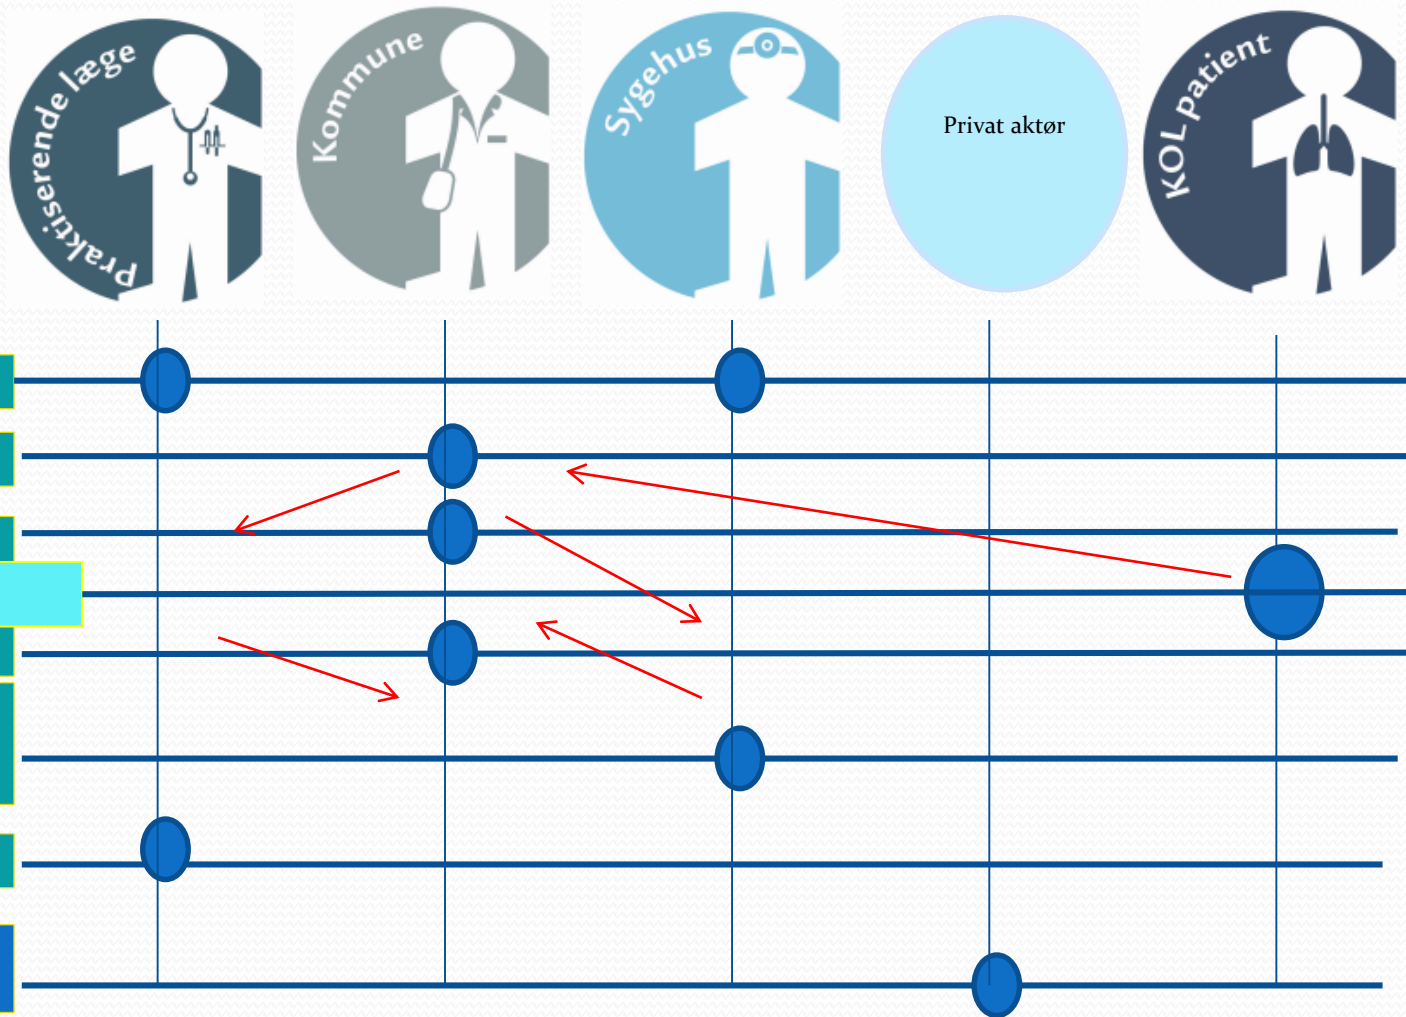 Praktiserende læge
Kommune
Sygehus
Privat aktør
KOL patient